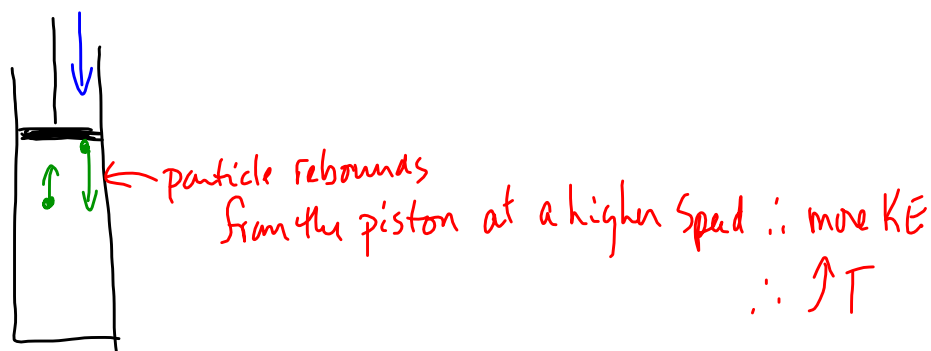 particle rebounds
from the piston at a higher speed ∴ more KE
∴ ↑T